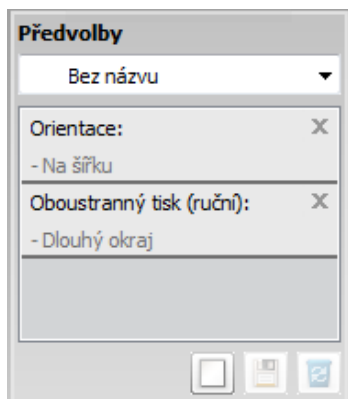 Předvolby
Bez názvu
Orientace: X
- Na šířku
Oboustranný tisk (ruční): X
- Dlouhý okraj